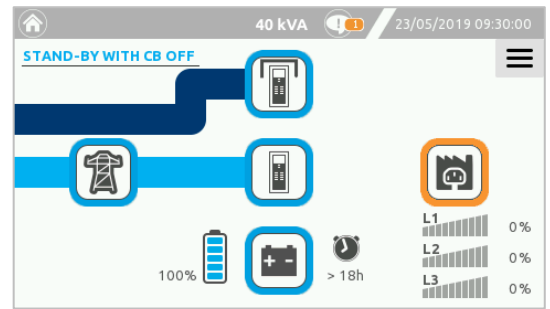 40 kVA
1
23/05/2019 09:30:00
STAND-BY WITH CB OFF
L1
0%
L2
0%
100%
+ -
> 18h
L3
0%